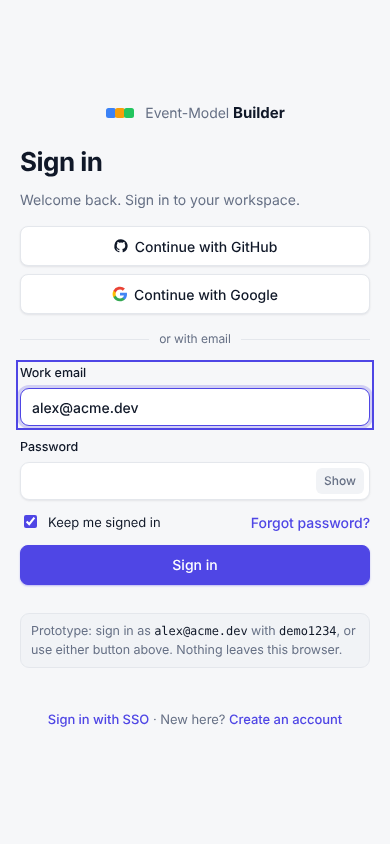 Event-Model Builder
Sign in
Welcome back. Sign in to your workspace.
Continue with GitHub
Continue with Google
or with email
Work email
alex@acme.dev
Password
Show
Keep me signed in
Forgot password?
Sign in
Prototype: sign in as alex@acme.dev with demo1234, or
use either button above. Nothing leaves this browser.
Sign in with SSO · New here? Create an account